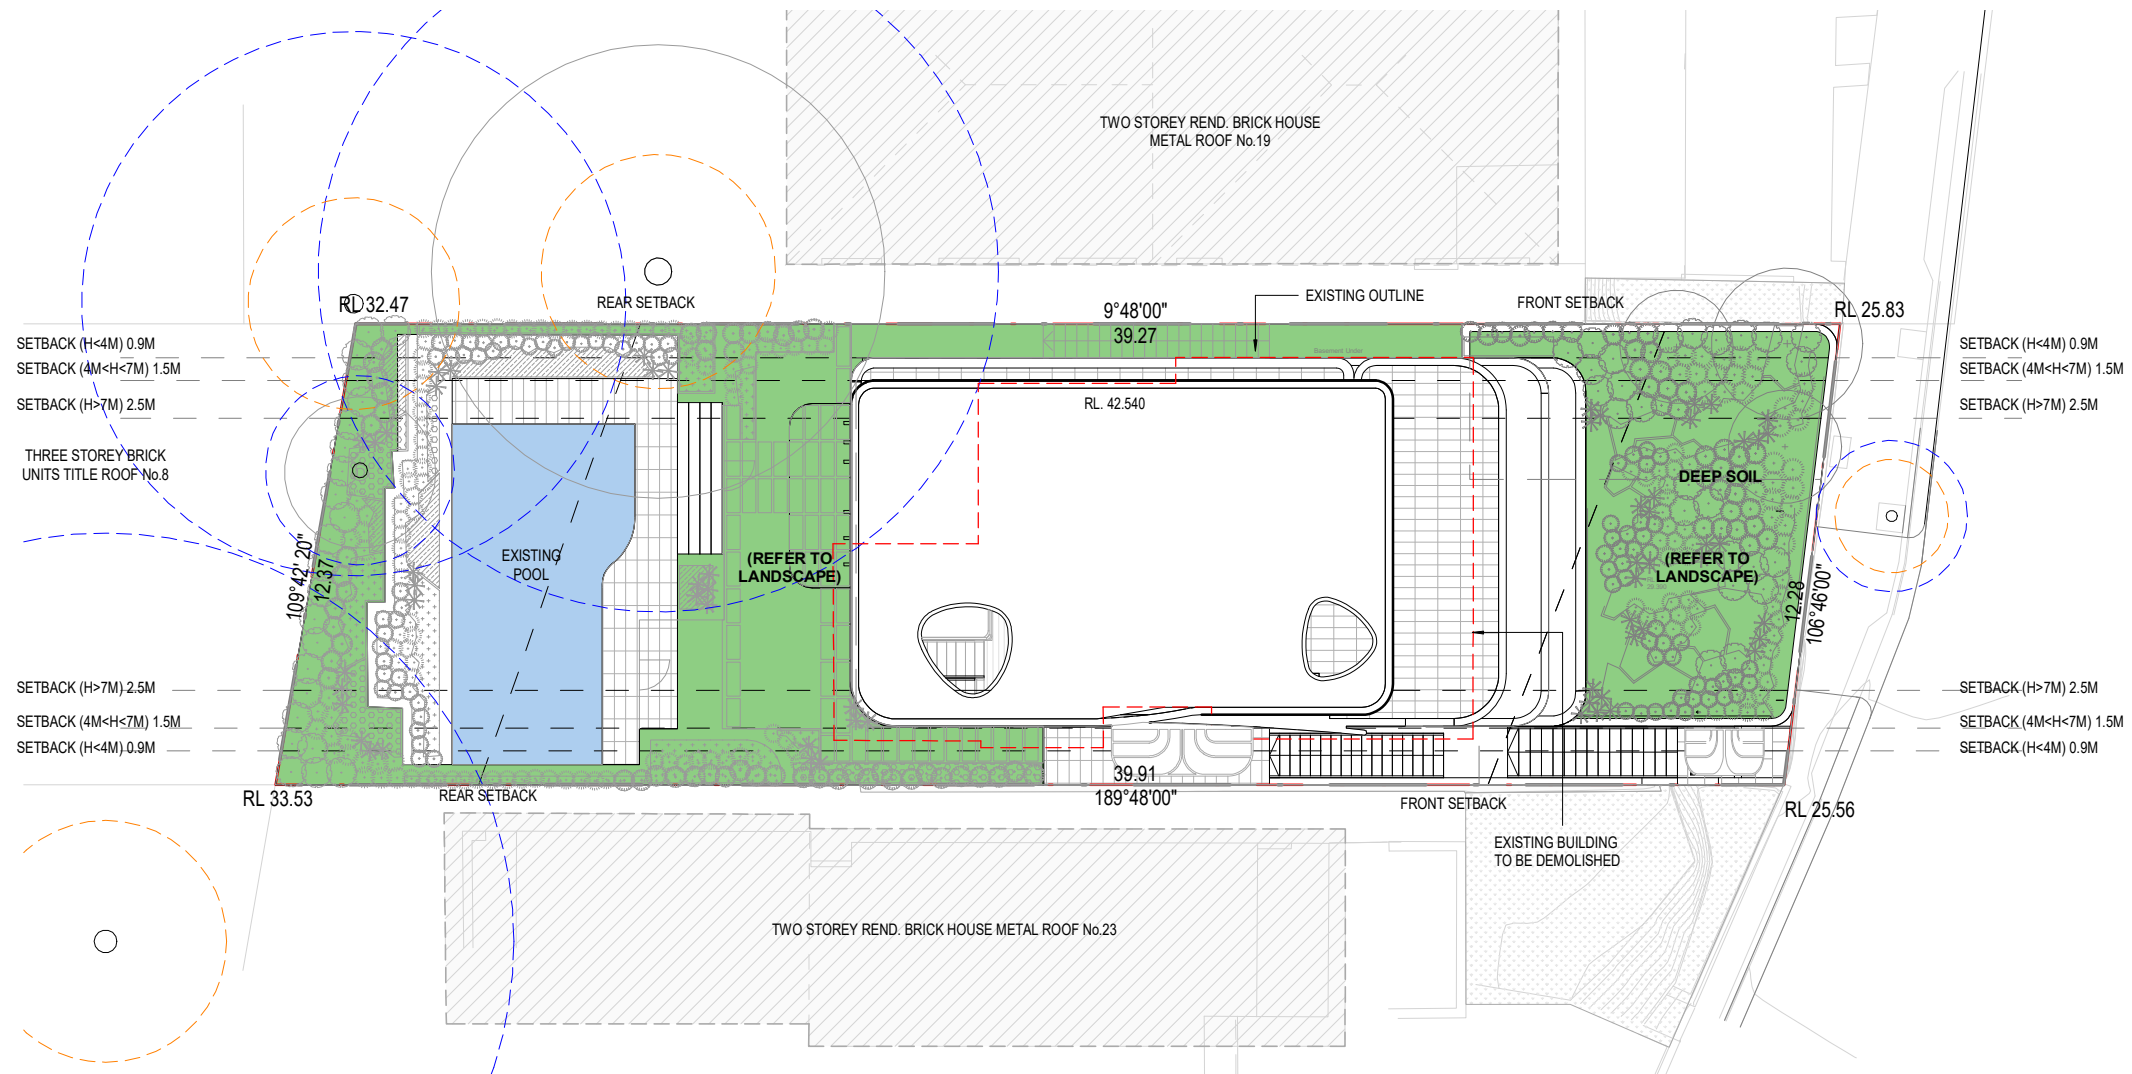 TWO STOREY REND. BRICK HOUSE
METAL ROOF No.19
RL 32.47
REAR SETBACK
9°48'00"
39.27
EXISTING OUTLINE
FRONT SETBACK
RL 25.83
SETBACK (H<4M) 0.9M
SETBACK (4M<H<7M) 1.5M
SETBACK (H>7M) 2.5M
SETBACK (H<4M) 0.9M
SETBACK (4M<H<7M) 1.5M
SETBACK (H>7M) 2.5M
Basement Under
RL. 42.540
THREE STOREY BRICK
UNITS TITLE ROOF No.8
DEEP SOIL
EXISTING
POOL
(REFER TO
LANDSCAPE)
(REFER TO
LANDSCAPE)
109°42' 20"
12.37
12.28
106°46'00"
SETBACK (H>7M) 2.5M
SETBACK (4M<H<7M) 1.5M
SETBACK (H<4M) 0.9M
SETBACK (H>7M) 2.5M
SETBACK (4M<H<7M) 1.5M
SETBACK (H<4M) 0.9M
39.91
189°48'00"
RL 33.53
REAR SETBACK
FRONT SETBACK
RL 25.56
EXISTING BUILDING
TO BE DEMOLISHED
TWO STOREY REND. BRICK HOUSE METAL ROOF No.23